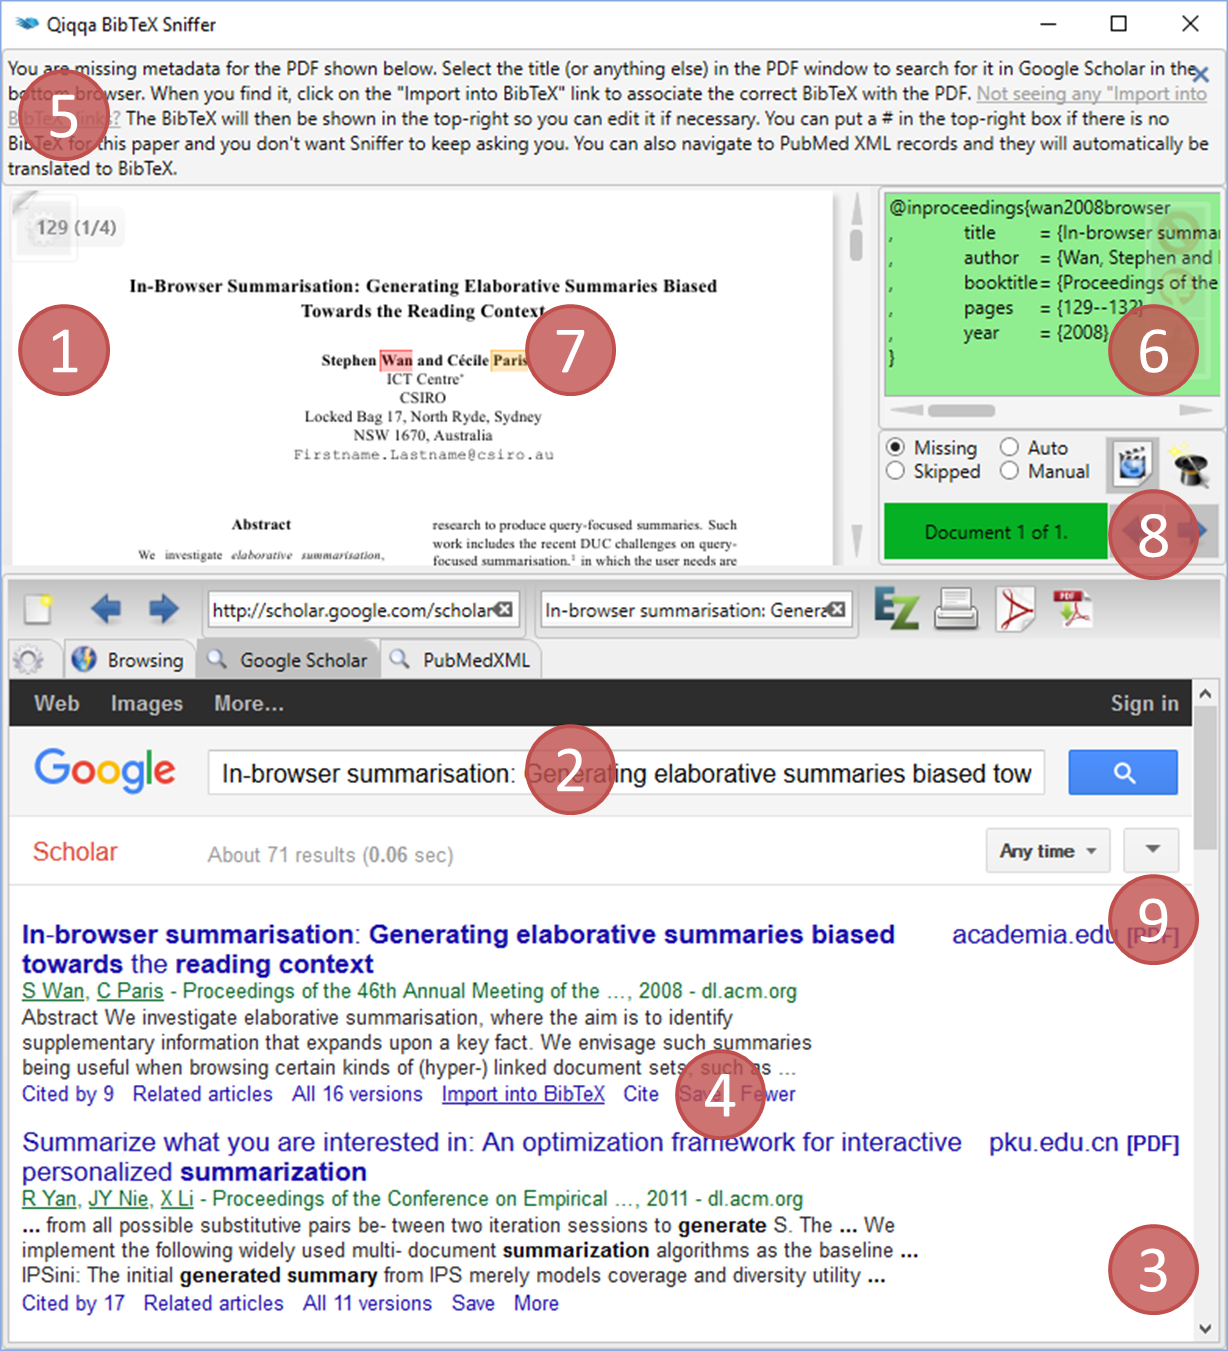 Qiqqa BibTeX Sniffer
You are missing metadata for the PDF shown below. Select the title (or anything else) in the PDF window to search for it in Google Scholar in the
bottom browser. When you find it, click on the "Import into BibTeX" link to associate the correct BibTeX with the PDF. Not seeing any "Import into
BibTeX" links? The BibTeX will then be shown in the top-right so you can edit it if necessary. You can put a # in the top-right box if there is no
BibTeX for this paper and you don't want Sniffer to keep asking you. You can also navigate to PubMed XML records and they will automatically be
translated to BibTeX.
5
129 (1/4)
In-Browser Summarisation: Generating Elaborative Summaries Biased
Towards the Reading Context
Stephen Wan and Cécile Paris
ICT Centre*
CSIRO
Locked Bag 17, North Ryde, Sydney
NSW 1670, Australia
Firstname.Lastname@csiro.au
1
7
Abstract
We investigate elaborative summarisation,
research to produce query-focused summaries. Such
work includes the recent DUC challenges on query-
focused summarisation,1 in which the user needs are
@inproceedings{wan2008browser
, title = {In-browser summa
, author = {Wan, Stephen and
, booktitle= {Proceedings of the
, pages = {129--132}
, year = {2008}
}
6
Missing Auto
Skipped Manual
Document 1 of 1.
8
http://scholar.google.com/scholar
In-browser summarisation: Genera
EZ
PDF
Browsing Google Scholar PubMedXML
Web Images More... Sign in
Google In-browser summarisation: Generating elaborative summaries biased tow
2
Scholar About 71 results (0.06 sec) Any time
9
In-browser summarisation: Generating elaborative summaries biased academia.edu [PDF]
towards the reading context
S Wan, C Paris - Proceedings of the 46th Annual Meeting of the ..., 2008 - dl.acm.org
Abstract We investigate elaborative summarisation, where the aim is to identify
supplementary information that expands upon a key fact. We envisage such summaries
being useful when browsing certain kinds of (hyper-) linked document sets, such as ...
Cited by 9 Related articles All 16 versions Import into BibTeX Cite Save Fewer
4
Summarize what you are interested in: An optimization framework for interactive pku.edu.cn [PDF]
personalized summarization
R Yan, JY Nie, X Li - Proceedings of the Conference on Empirical ..., 2011 - dl.acm.org
... from all possible substitutive pairs be- tween two iteration sessions to generate S. The ... We
implement the following widely used multi- document summarization algorithms as the baseline ...
IPSini: The initial generated summary from IPS merely models coverage and diversity utility ...
Cited by 17 Related articles All 11 versions Save More
3